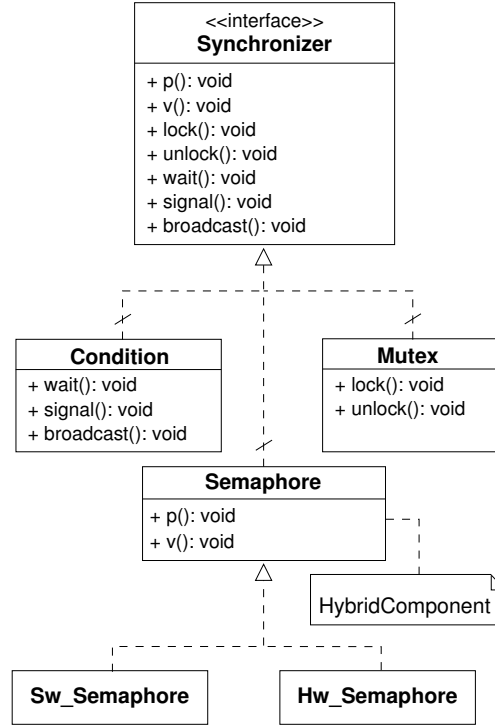 <<interface>>
Synchronizer
+ p(): void
+ v(): void
+ lock(): void
+ unlock(): void
+ wait(): void
+ signal(): void
+ broadcast(): void
Condition
+ wait(): void
+ signal(): void
+ broadcast(): void
Mutex
+ lock(): void
+ unlock(): void
Semaphore
+ p(): void
+ v(): void
HybridComponent
Sw_Semaphore
Hw_Semaphore